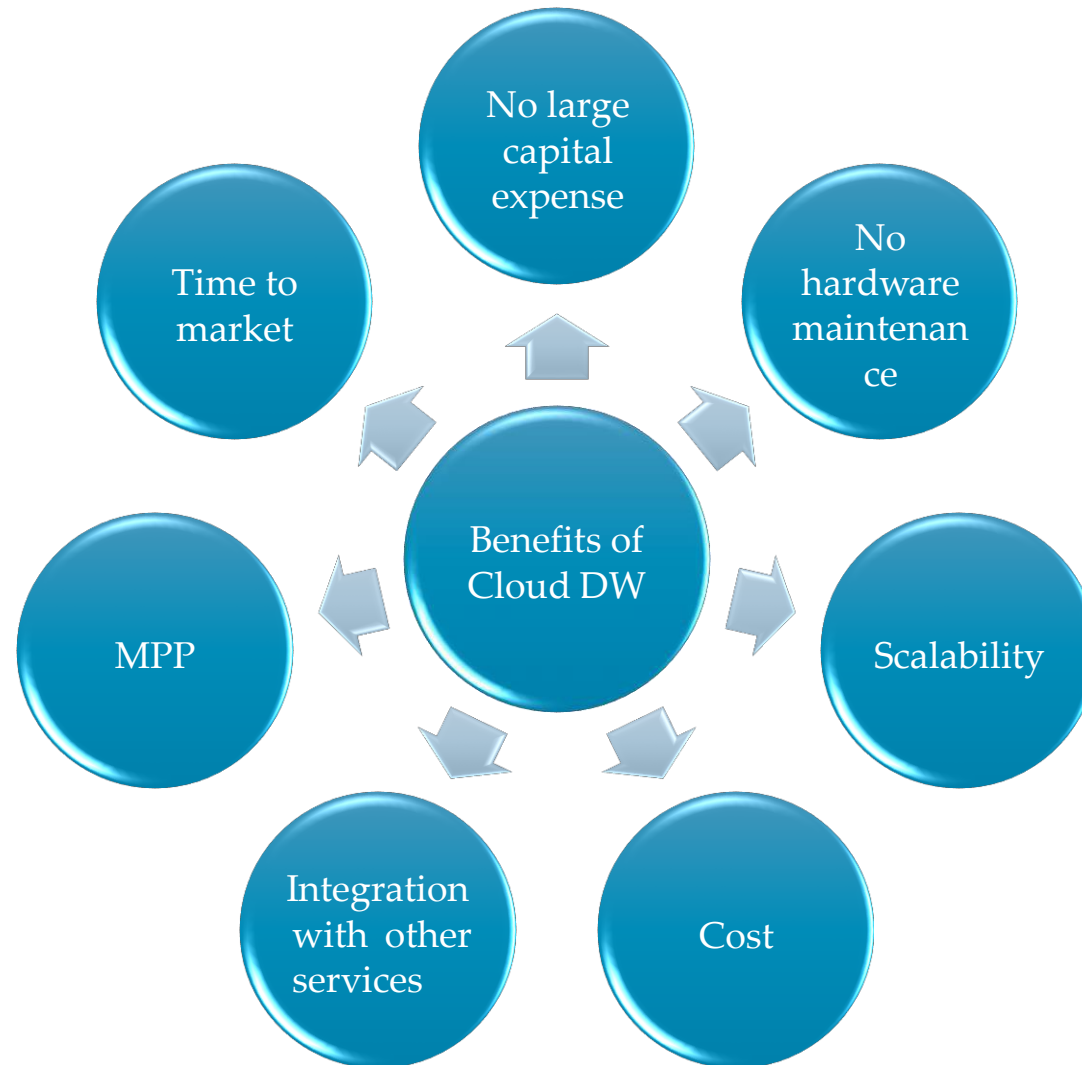 No large
capital
expense
No
hardware
maintenan
ce
Scalability
Cost
Integration
with other
services
MPP
Time to
market
Benefits of
Cloud DW